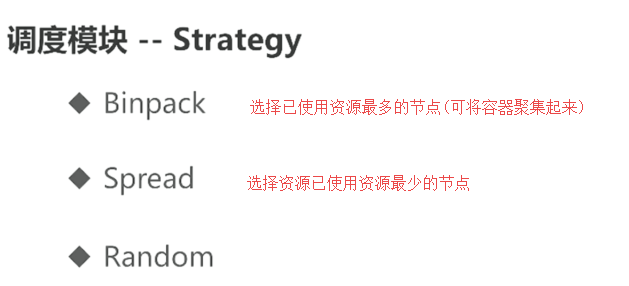 调度模块 -- Strategy
◆ Binpack 选择已使用资源最多的节点(可将容器聚集起来)
◆ Spread 选择资源已使用资源最少的节点
◆ Random